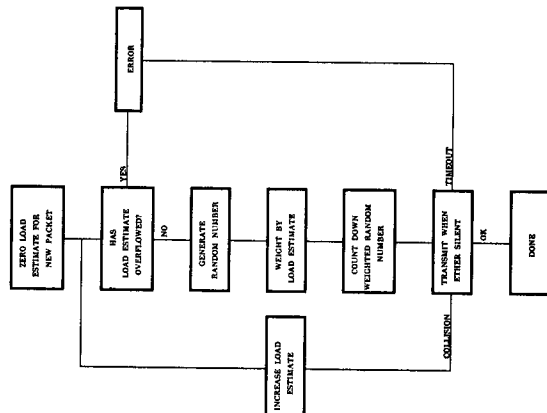 ERROR
ZERO LOAD
ESTIMATE FOR
NEW PACKET
YES
HAS
LOAD ESTIMATE
OVERFLOWED?
NO
GENERATE
RANDOM NUMBER
WEIGHT BY
LOAD ESTIMATE
COUNT DOWN
WEIGHTED RANDOM
NUMBER
TIMEOUT
TRANSMIT WHEN
ETHER SILENT
COLLISION
OK
INCREASE LOAD
ESTIMATE
DONE